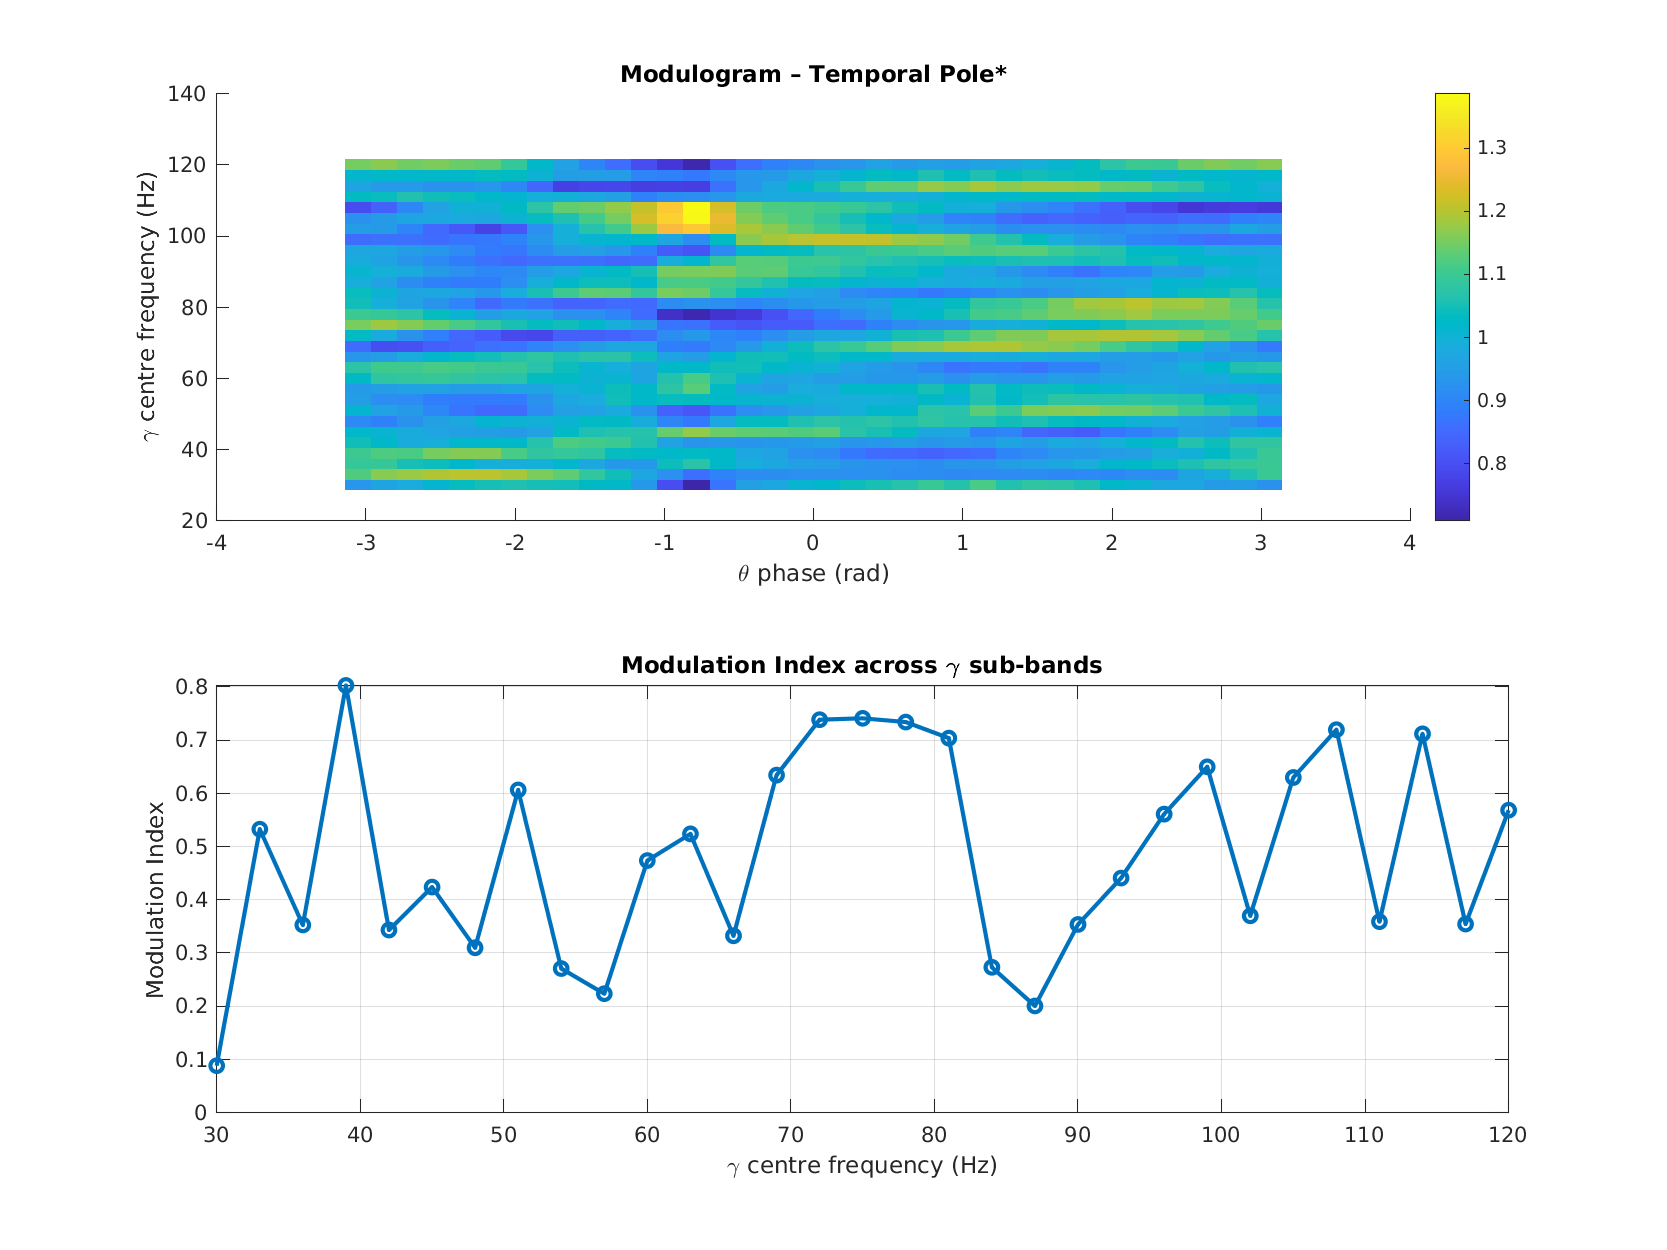 Modulogram – Temporal Pole*
140
120
100
80
60
40
20
γ centre frequency (Hz)
-4 -3 -2 -1 0 1 2 3 4
θ phase (rad)
1.3
1.2
1.1
1
0.9
0.8
Modulation Index across γ sub-bands
0.8
0.7
0.6
0.5
0.4
0.3
0.2
0.1
0
Modulation Index
30 40 50 60 70 80 90 100 110 120
γ centre frequency (Hz)